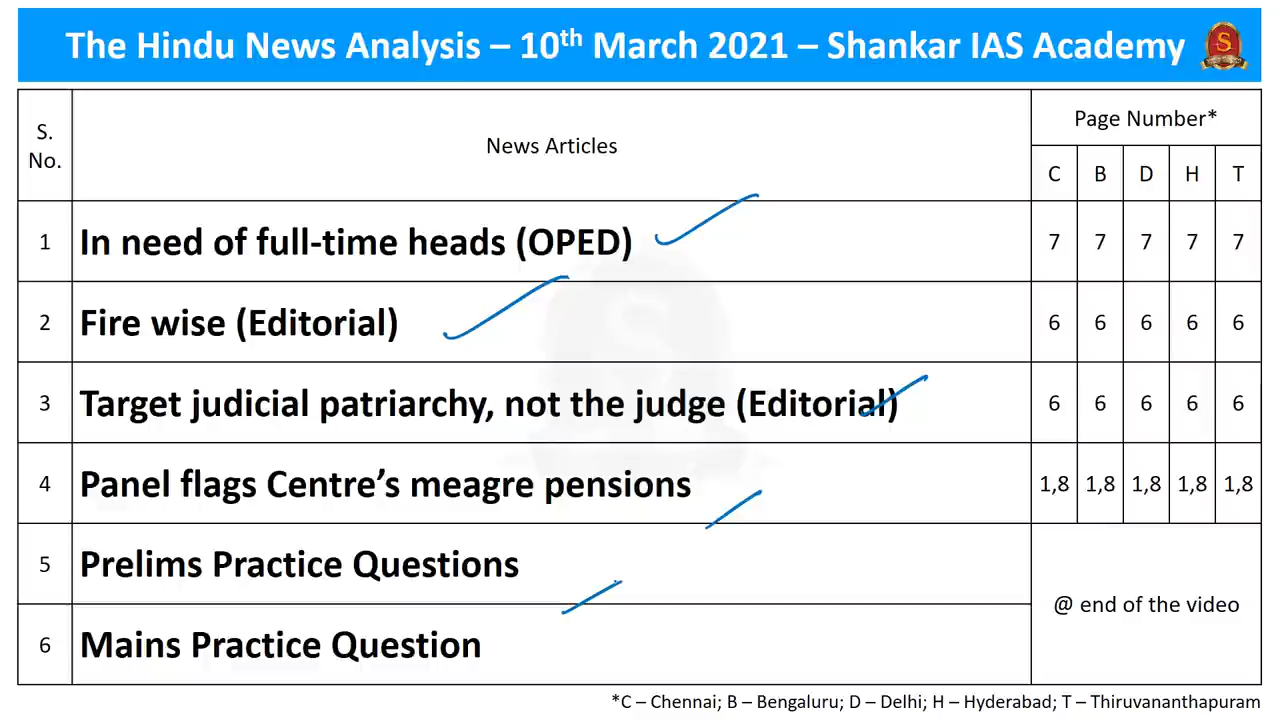 The Hindu News Analysis – 10th March 2021 – Shankar IAS Academy
S. No. News Articles Page Number*
C B D H T
1 In need of full-time heads (OPED) 7 7 7 7 7
2 Fire wise (Editorial) 6 6 6 6 6
3 Target judicial patriarchy, not the judge (Editorial) 6 6 6 6 6
4 Panel flags Centre's meagre pensions 1,8 1,8 1,8 1,8 1,8
5 Prelims Practice Questions @ end of the video
6 Mains Practice Question
*C – Chennai; B – Bengaluru; D – Delhi; H – Hyderabad; T – Thiruvananthapuram